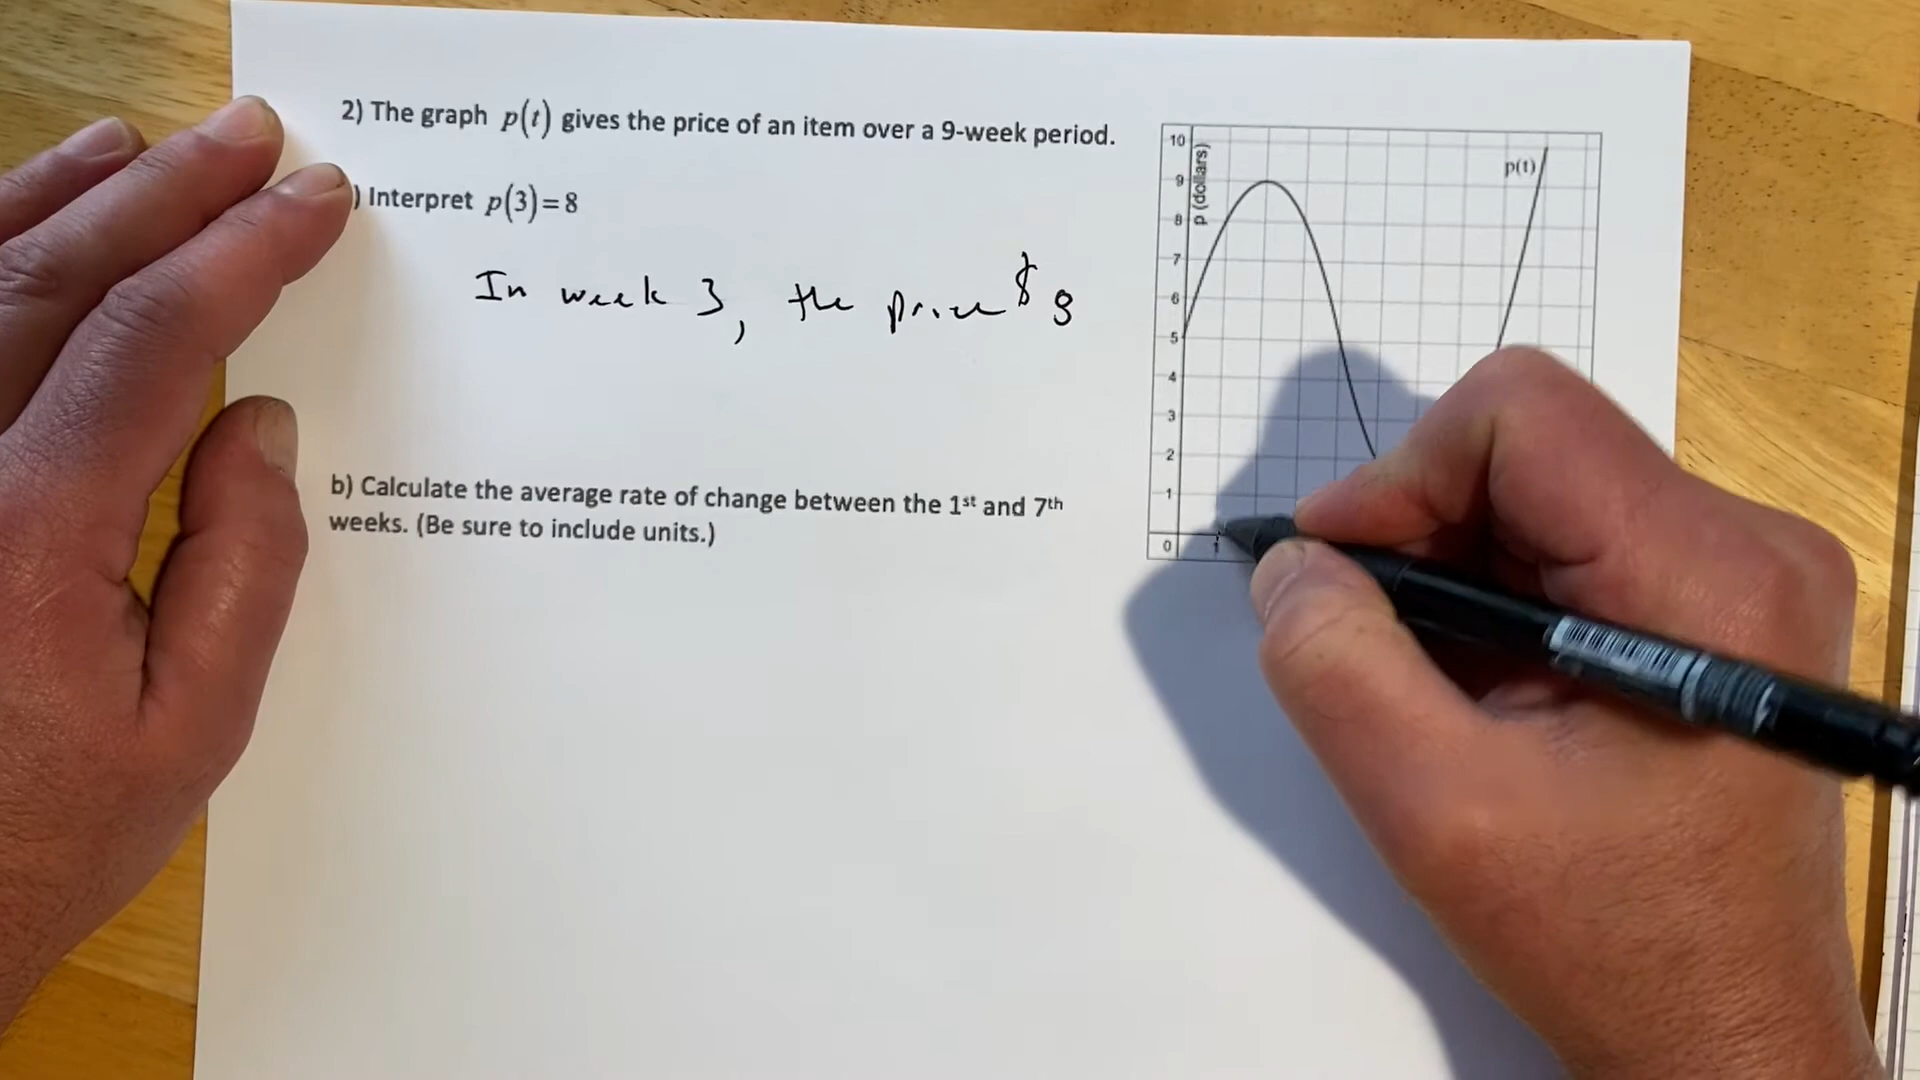 2) The graph p(t) gives the price of an item over a 9-week period.
) Interpret p(3)=8
In week 3, the price $8
b) Calculate the average rate of change between the 1st and 7th
weeks. (Be sure to include units.)
10
9
8
7
6
5
4
3
2
1
0
1
p (dollars)
p(t)